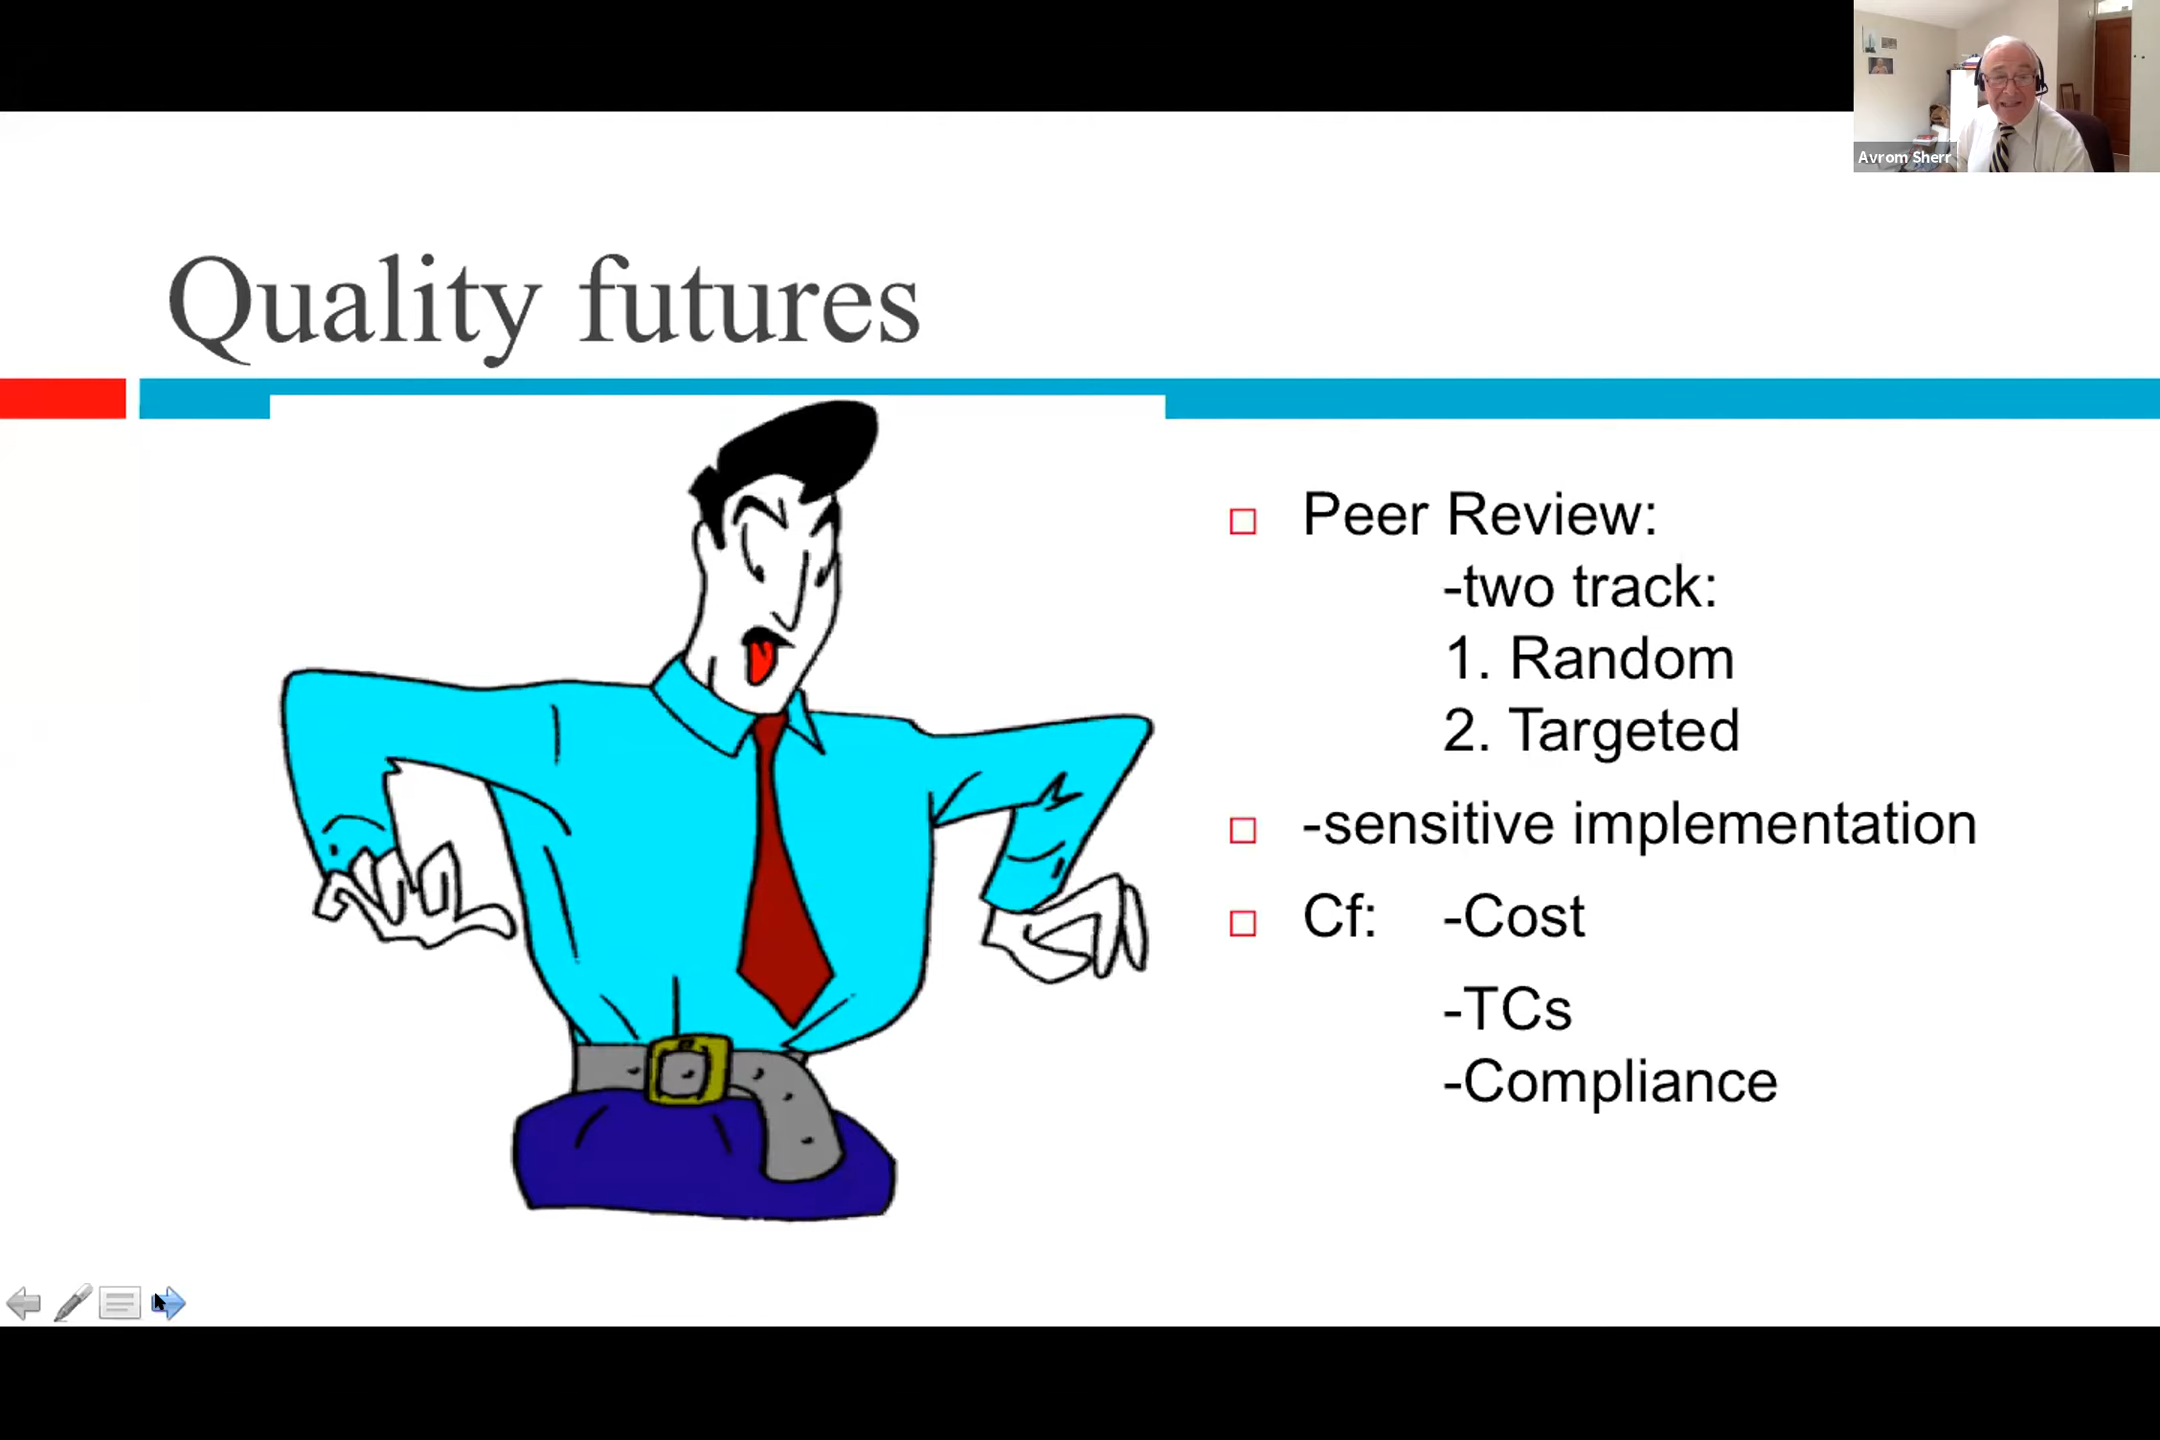 Avrom Sherr
Quality futures
Peer Review:
-two track:
1. Random
2. Targeted
-sensitive implementation
Cf: -Cost
-TCs
-Compliance